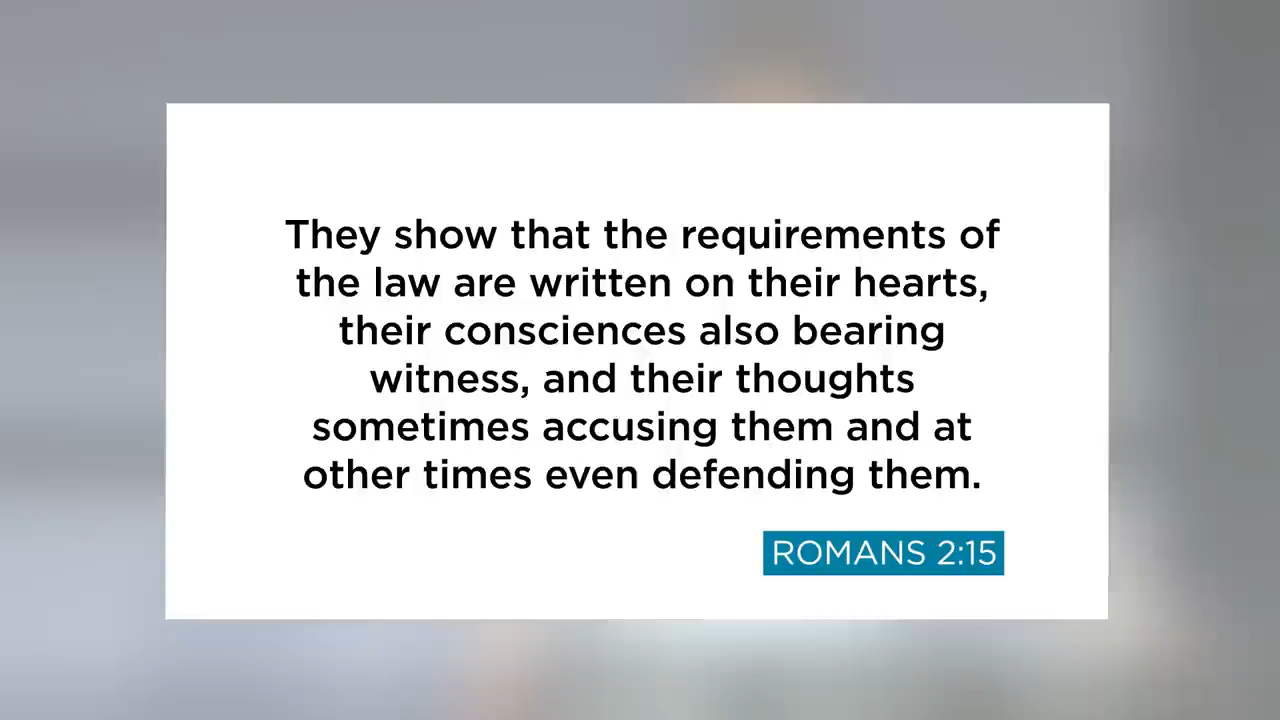 They show that the requirements of
the law are written on their hearts,
their consciences also bearing
witness, and their thoughts
sometimes accusing them and at
other times even defending them.
ROMANS 2:15